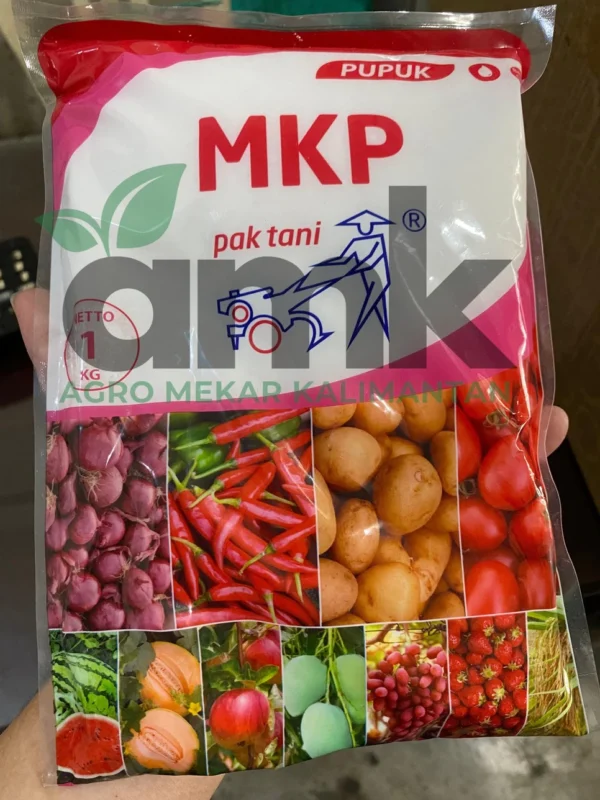 PUPUK
MKP
pak tani
®
amk
NETTO
1
KG
AGRO MEKAR KALIMANTAN